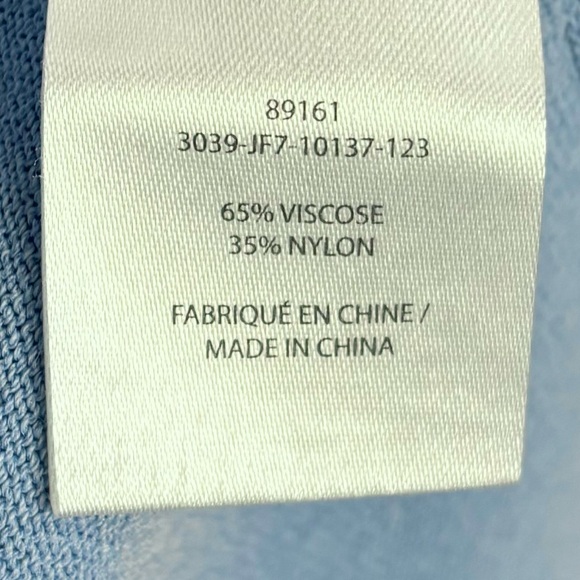 89161
3039-JF7-10137-123
65% VISCOSE
35% NYLON
FABRIQUÉ EN CHINE /
MADE IN CHINA